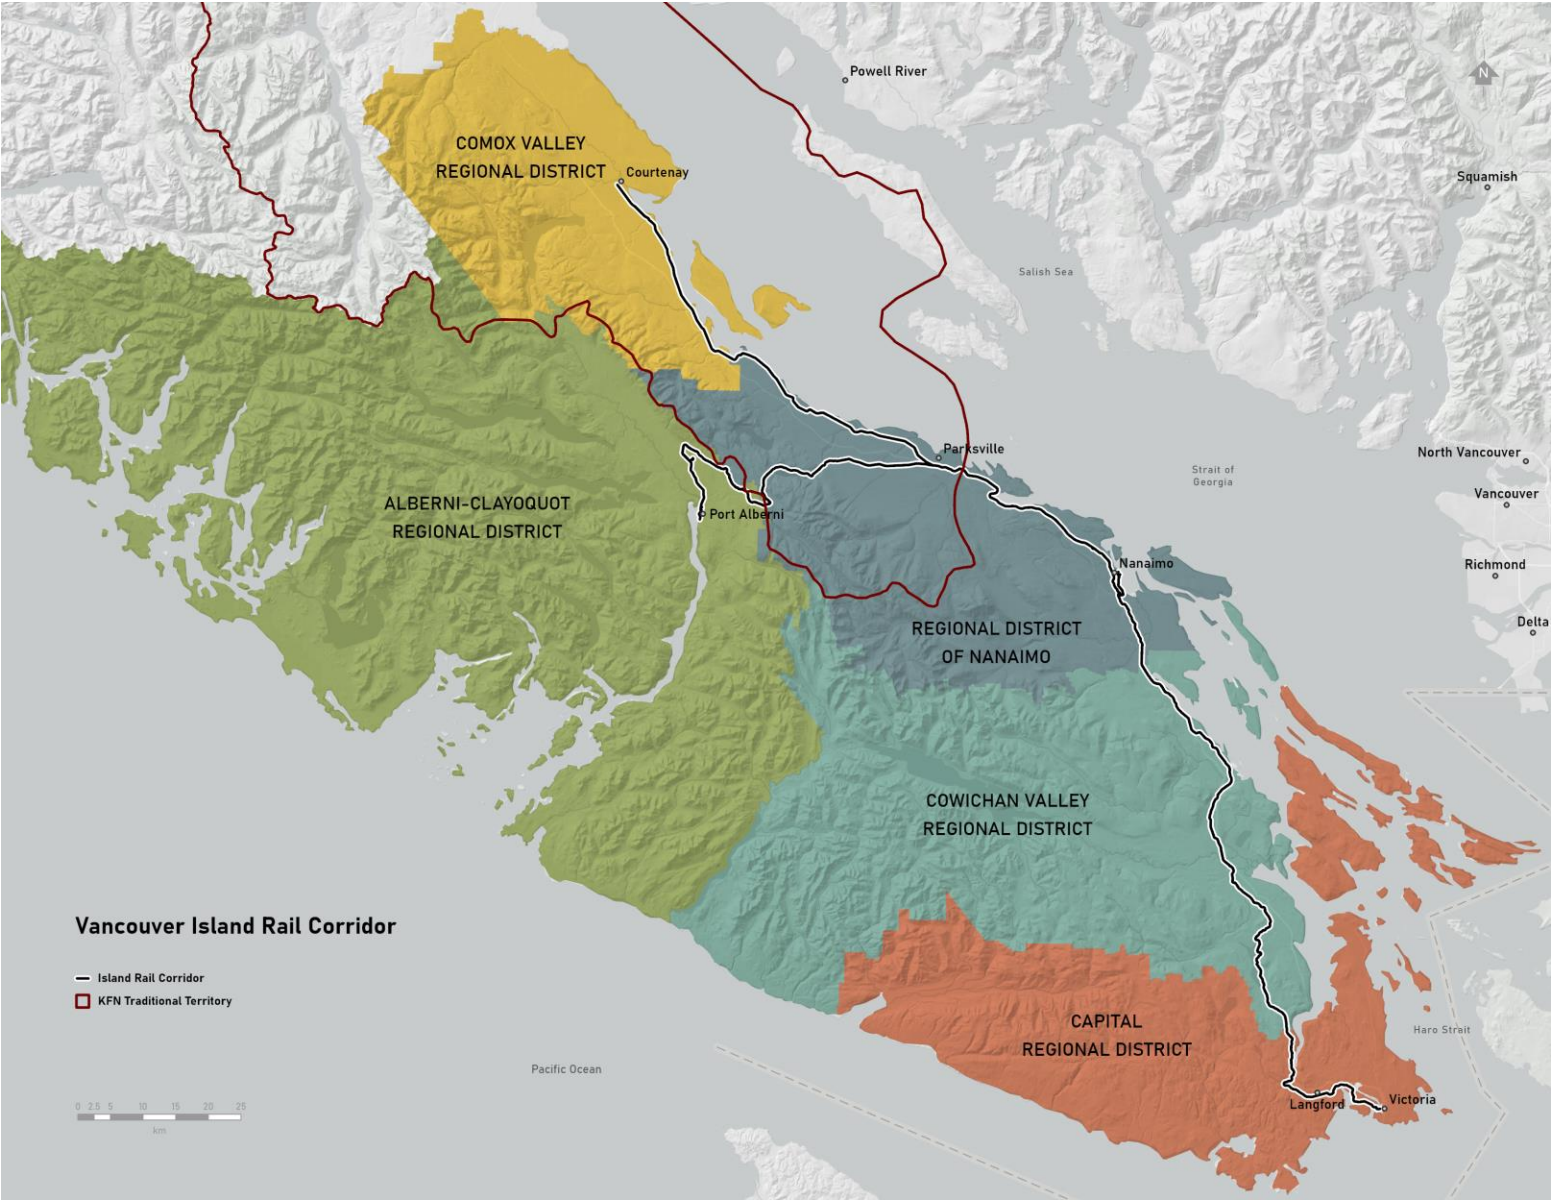 Powell River
N
COMOX VALLEY
REGIONAL DISTRICT
Courtenay
Squamish
Salish Sea
Parksville
North Vancouver
Strait of
Georgia
Vancouver
ALBERNI-CLAYOQUOT
REGIONAL DISTRICT
Port Alberni
Nanaimo
Richmond
Delta
REGIONAL DISTRICT
OF NANAIMO
COWICHAN VALLEY
REGIONAL DISTRICT
Vancouver Island Rail Corridor
Island Rail Corridor
KFN Traditional Territory
CAPITAL
REGIONAL DISTRICT
Haro Strait
Pacific Ocean
Langford
Victoria
0 2.5 5 10 15 20 25
km